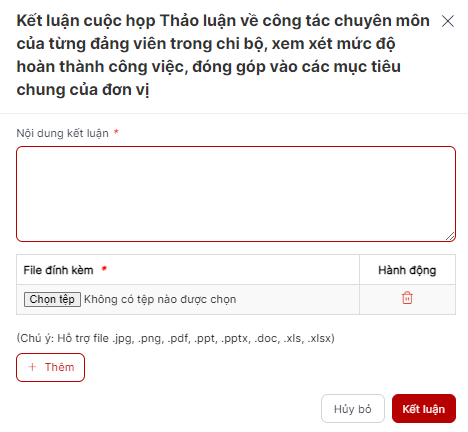 Kết luận cuộc họp Thảo luận về công tác chuyên môn
của từng đảng viên trong chi bộ, xem xét mức độ
hoàn thành công việc, đóng góp vào các mục tiêu
chung của đơn vị
Nội dung kết luận *
File đính kèm * Hành động
Chọn tệp Không có tệp nào được chọn
(Chú ý: Hỗ trợ file .jpg, .png, .pdf, .ppt, .pptx, .doc, .xls, .xlsx)
+ Thêm
Hủy bỏ Kết luận